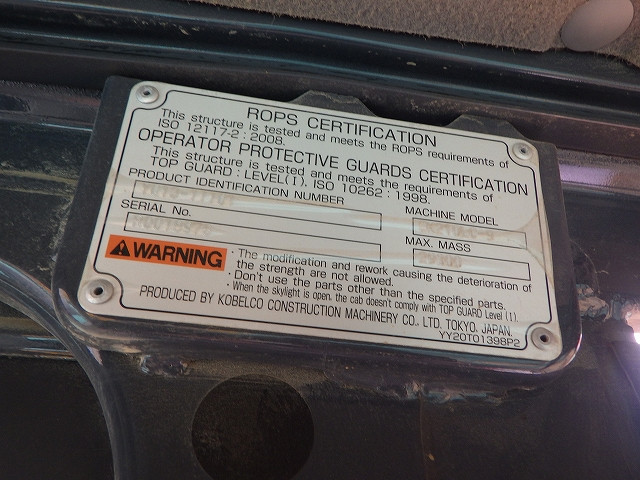 ROPS CERTIFICATION
This structure is tested and meets the ROPS requirements of
ISO 12117-2 : 2008.
OPERATOR PROTECTIVE GUARDS CERTIFICATION
This structure is tested and meets the requirements of
TOP GUARD : LEVEL(I), ISO 10262 : 1998.
PRODUCT IDENTIFICATION NUMBER
MACHINE MODEL
SERIAL No.
MAX. MASS
WARNING
· The modification and rework causing the deterioration of
the strength are not allowed.
· Don't use the parts other than the specified parts.
· When the skylight is open, the cab doesn't comply with TOP GUARD Level (I).
PRODUCED BY KOBELCO CONSTRUCTION MACHINERY CO., LTD. TOKYO, JAPAN.
YY20T01398P2